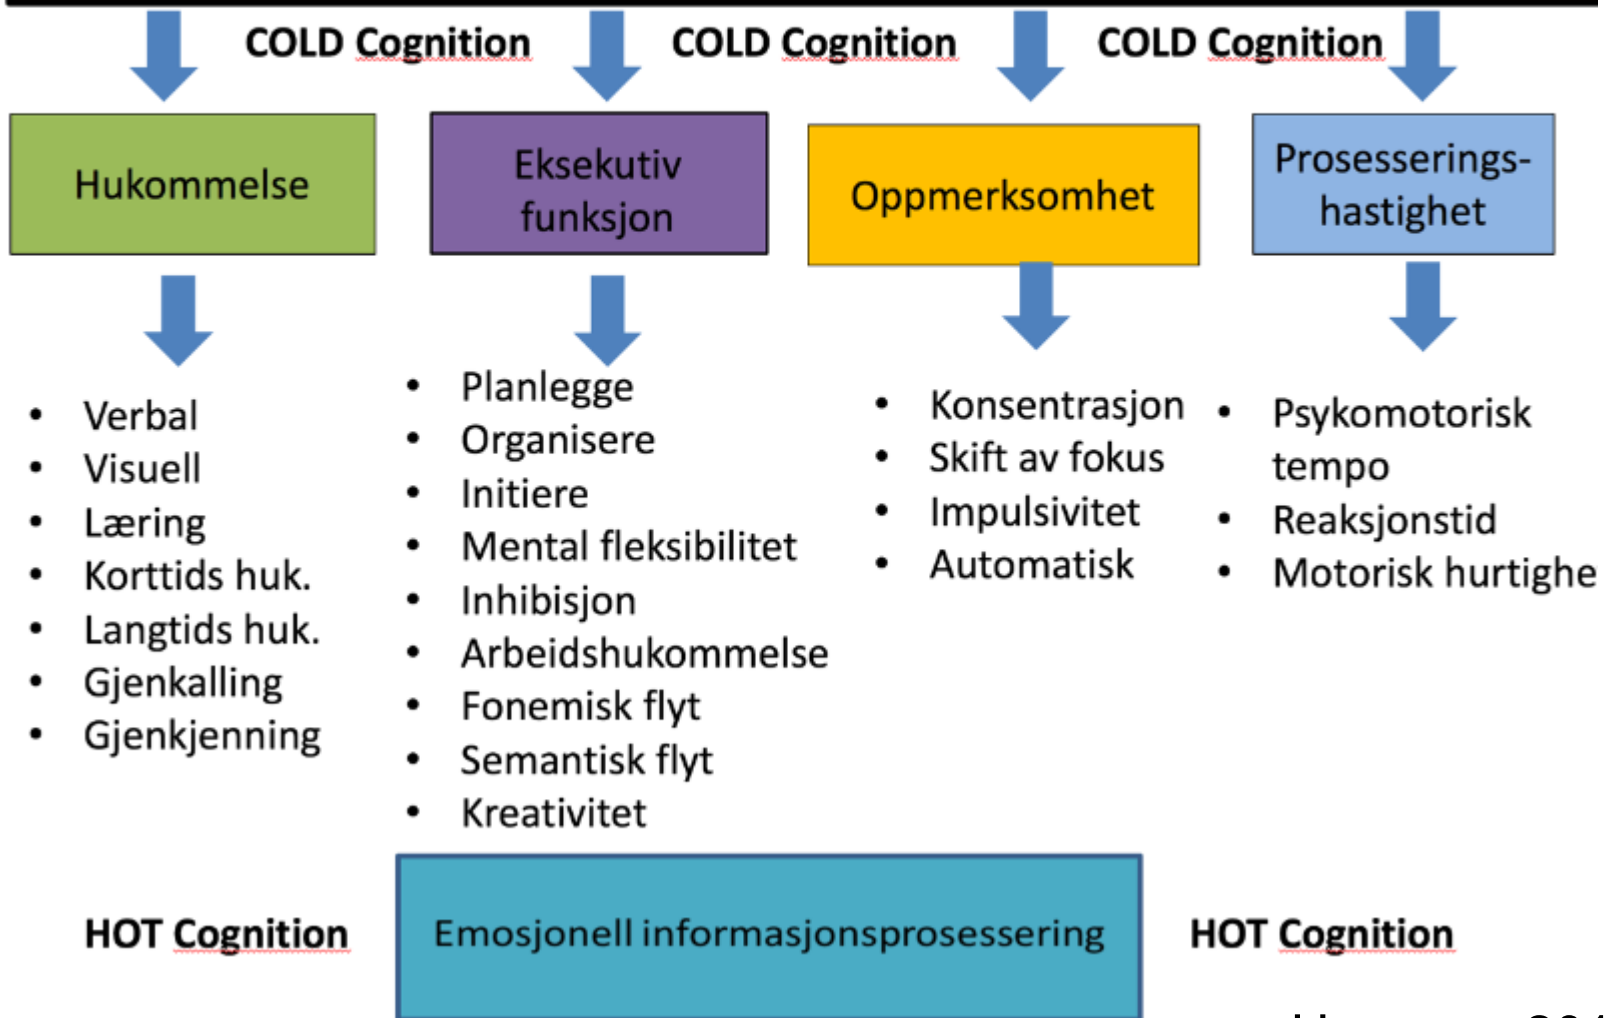 COLD Cognition
COLD Cognition
COLD Cognition
Hukommelse
Eksekutiv
funksjon
Oppmerksomhet
Prosesserings-
hastighet
• Verbal
• Visuell
• Læring
• Korttids huk.
• Langtids huk.
• Gjenkalling
• Gjenkjenning
• Planlegge
• Organisere
• Initiere
• Mental fleksibilitet
• Inhibisjon
• Arbeidshukommelse
• Fonemisk flyt
• Semantisk flyt
• Kreativitet
• Konsentrasjon
• Skift av fokus
• Impulsivitet
• Automatisk
• Psykomotorisk
tempo
• Reaksjonstid
• Motorisk hurtighe
HOT Cognition
Emosjonell informasjonsprosessering
HOT Cognition